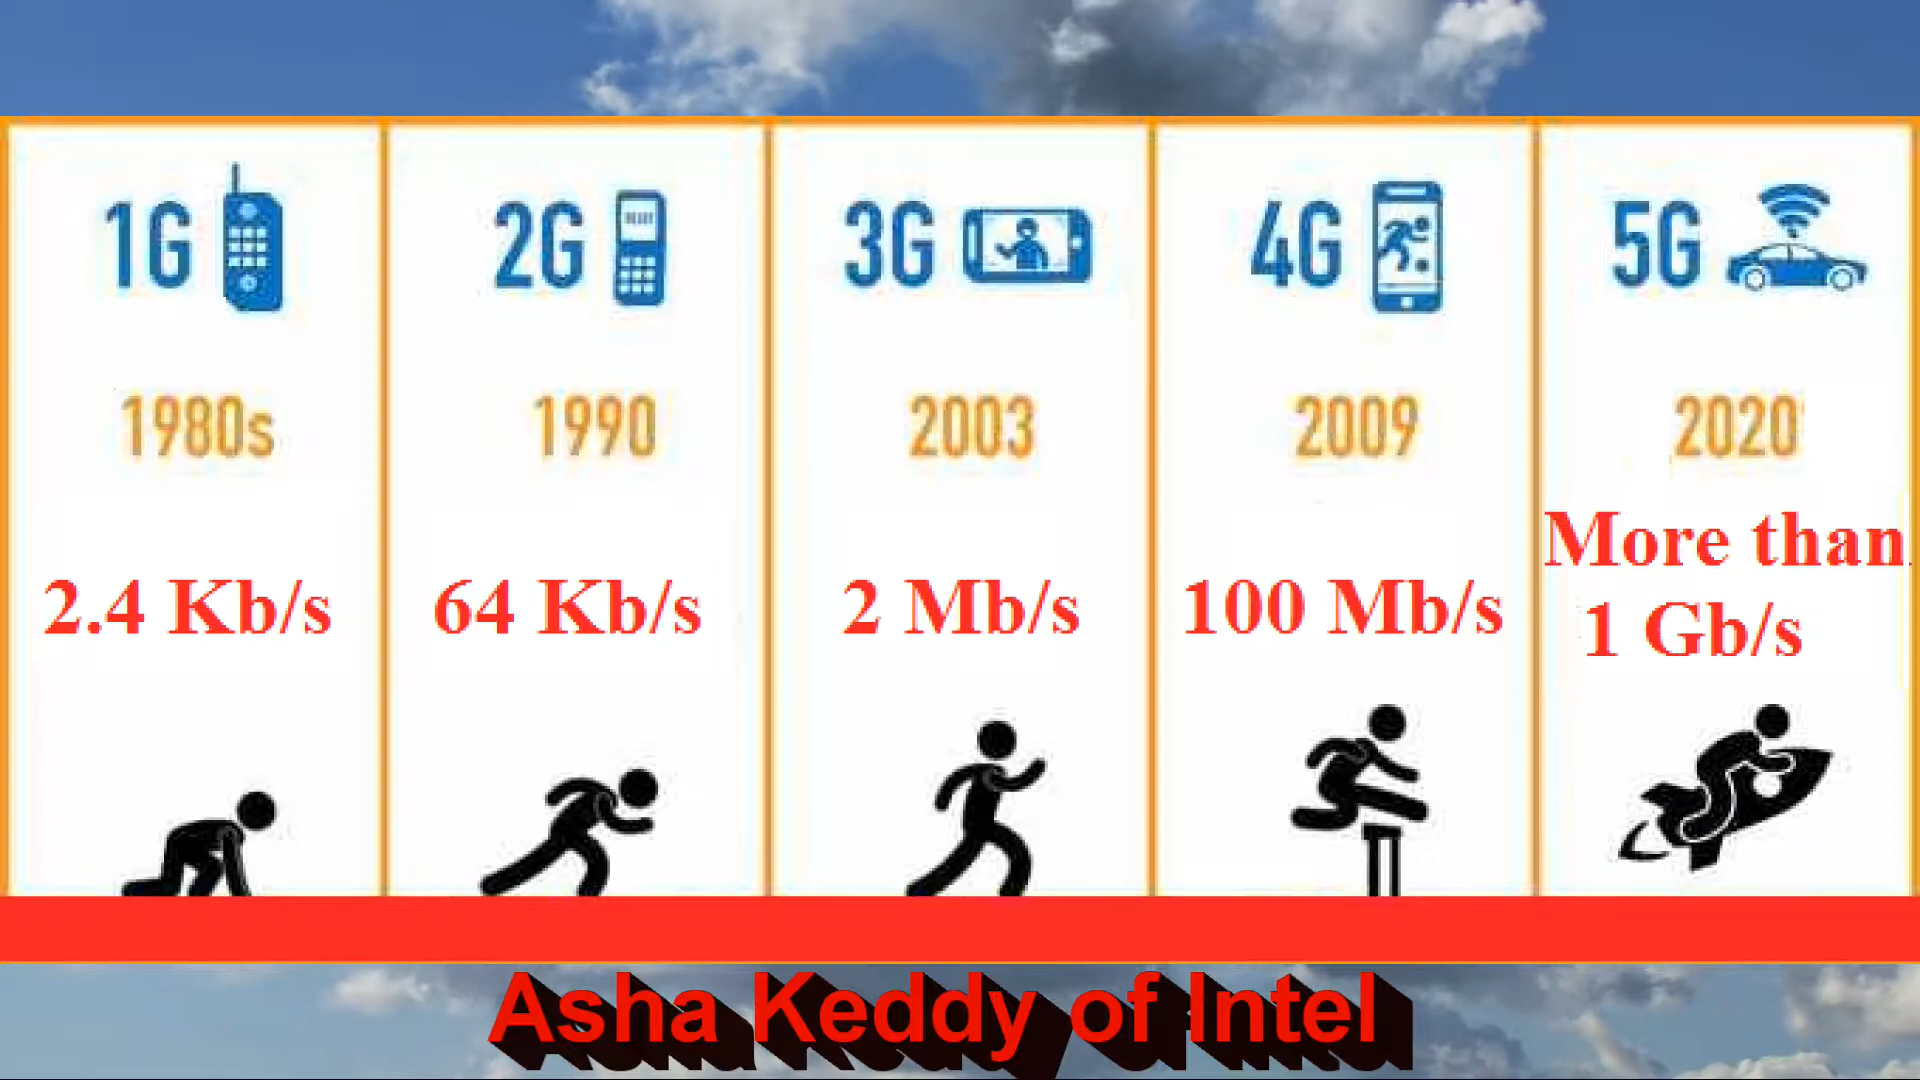 1G
2G
3G
4G
5G
1980s
1990
2003
2009
2020
2.4 Kb/s
64 Kb/s
2 Mb/s
100 Mb/s
More than
1 Gb/s
Asha Keddy of Intel